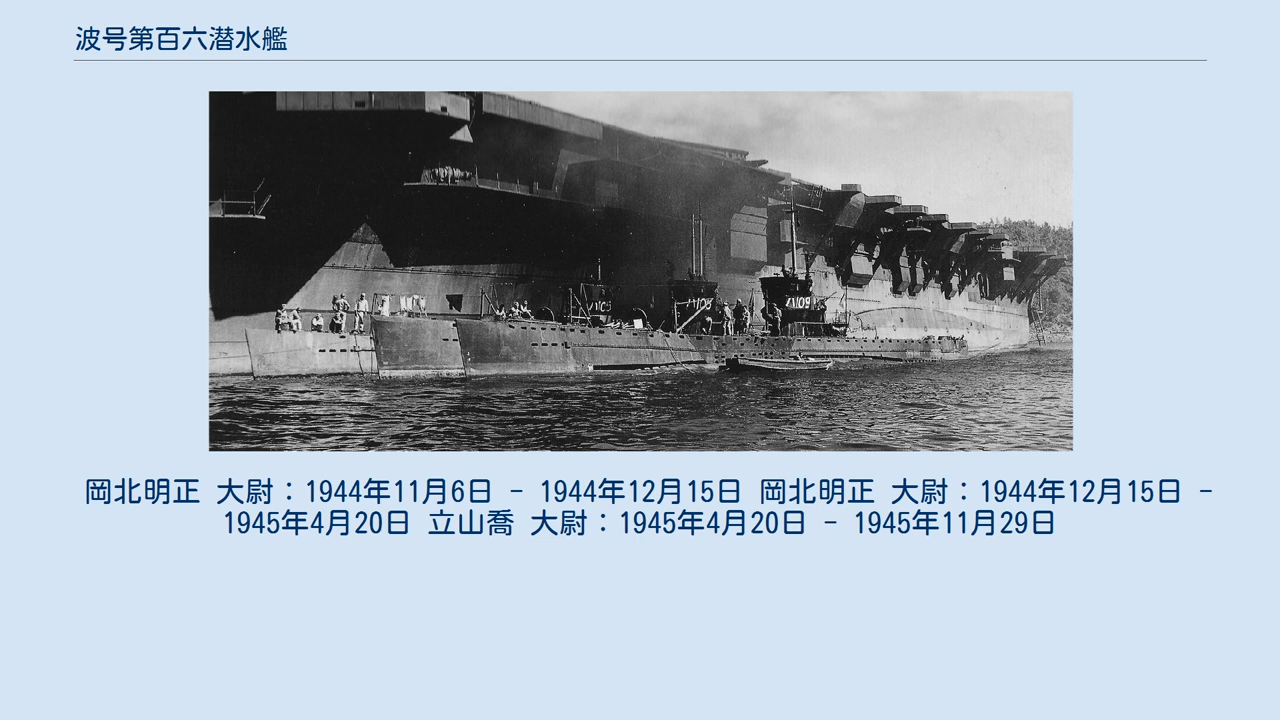 波号第百六潜水艦
ハ109
岡北明正 大尉：1944年11月6日 - 1944年12月15日 岡北明正 大尉：1944年12月15日 -
1945年4月20日 立山喬 大尉：1945年4月20日 - 1945年11月29日